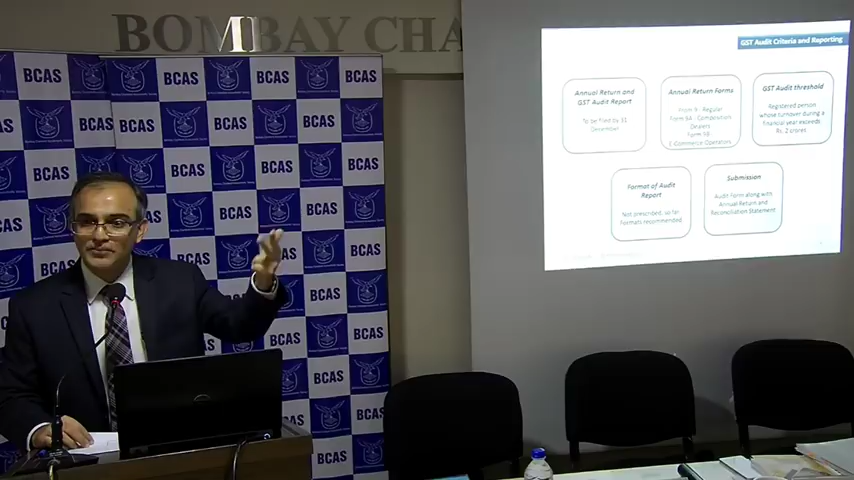 BOMBAY CHA
BCAS
GST Audit Criteria and Reporting
Annual Return and
GST Audit Report
To be filed by 31
December
Annual Return Forms
From 9 - Regular
Form 9A - Composition
Dealers
Form 9B -
E-Commerce Operators
GST Audit threshold
Registered person
whose turnover during a
financial year exceeds
Rs. 2 crores
Format of Audit
Report
Not prescribed, so far
Formats recommended
Submission
Audit Form along with
Annual Return and
Reconciliation Statement